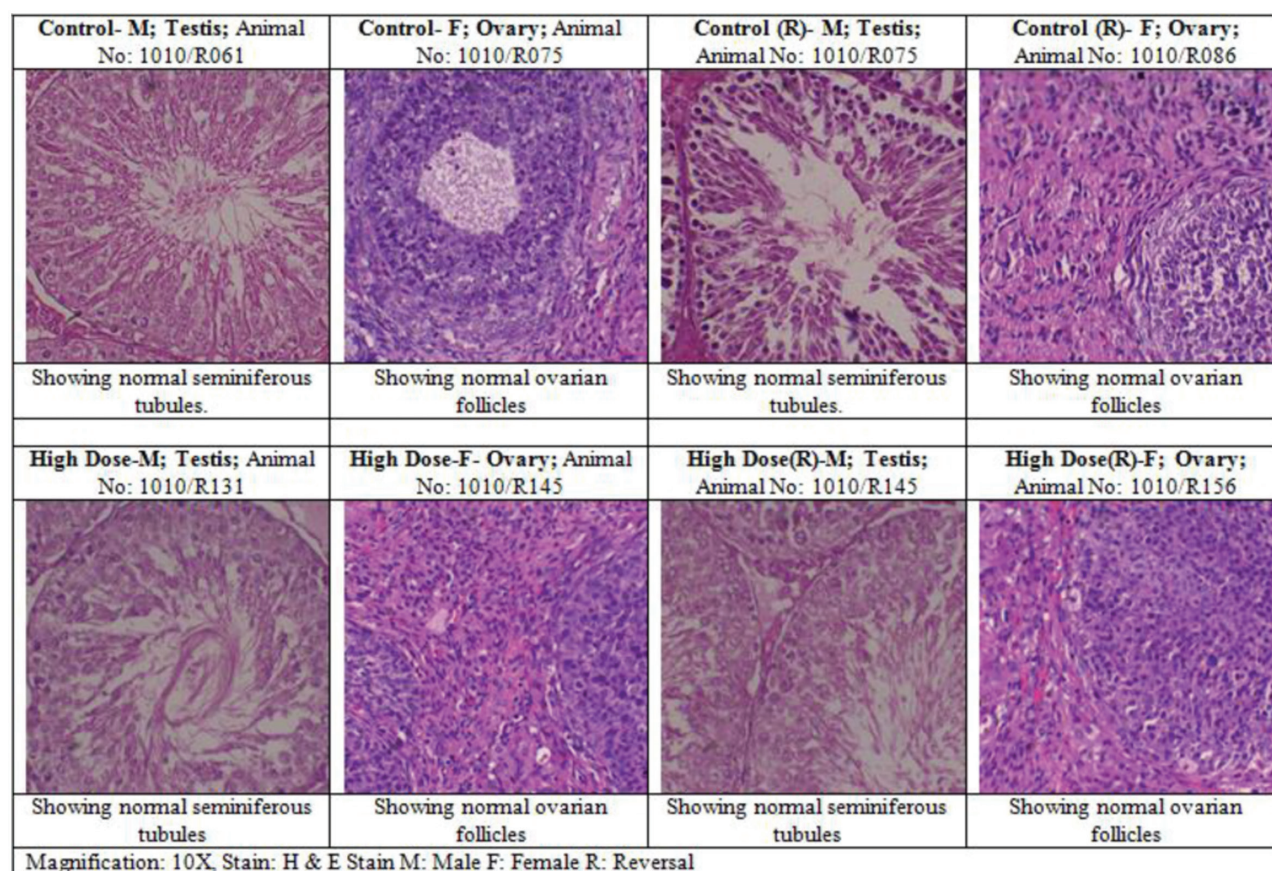 Control- M; Testis; Animal
No: 1010/R061
Control- F; Ovary; Animal
No: 1010/R075
Control (R)- M; Testis;
Animal No: 1010/R075
Control (R)- F; Ovary;
Animal No: 1010/R086
Showing normal seminiferous
tubules.
Showing normal ovarian
follicles
Showing normal seminiferous
tubules.
Showing normal ovarian
follicles
High Dose-M; Testis; Animal
No: 1010/R131
High Dose-F- Ovary; Animal
No: 1010/R145
High Dose(R)-M; Testis;
Animal No: 1010/R145
High Dose(R)-F; Ovary;
Animal No: 1010/R156
Showing normal seminiferous
tubules
Showing normal ovarian
follicles
Showing normal seminiferous
tubules
Showing normal ovarian
follicles
Magnification: 10X, Stain: H & E Stain M: Male F: Female R: Reversal